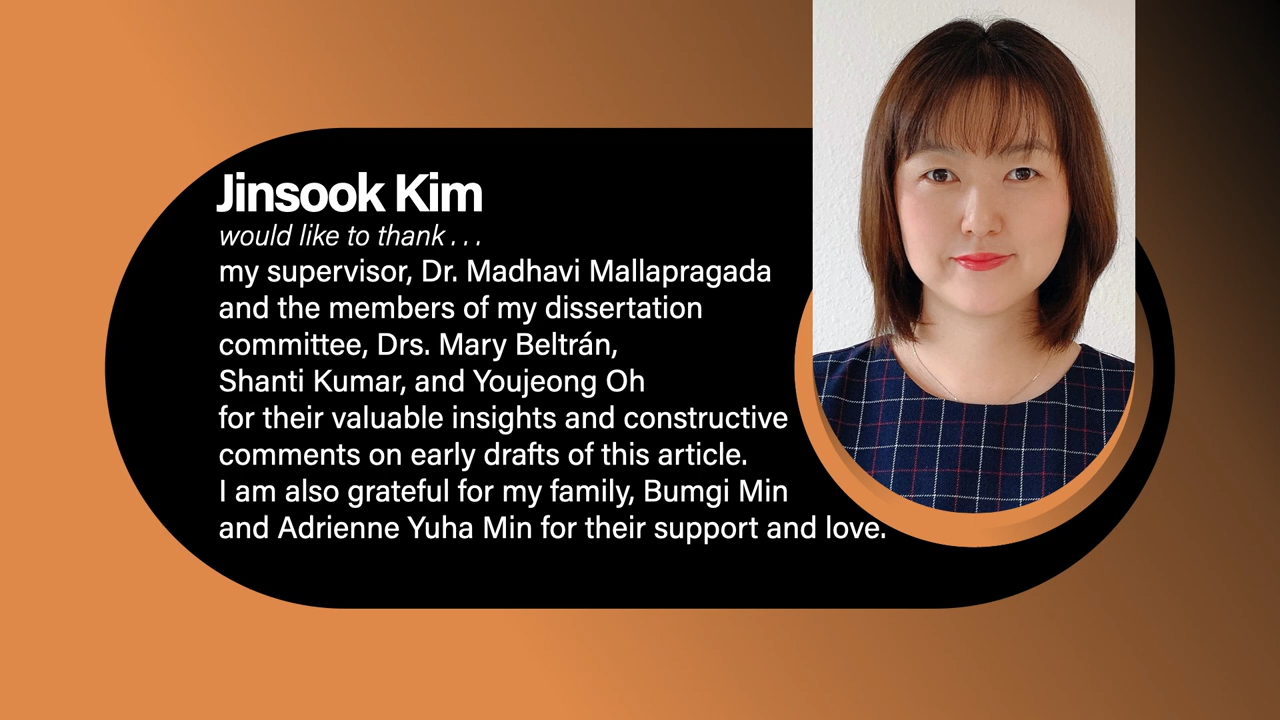 Jinsook Kim
would like to thank . . .
my supervisor, Dr. Madhavi Mallapragada
and the members of my dissertation
committee, Drs. Mary Beltrán,
Shanti Kumar, and Youjeong Oh
for their valuable insights and constructive
comments on early drafts of this article.
I am also grateful for my family, Bumgi Min
and Adrienne Yuha Min for their support and love.